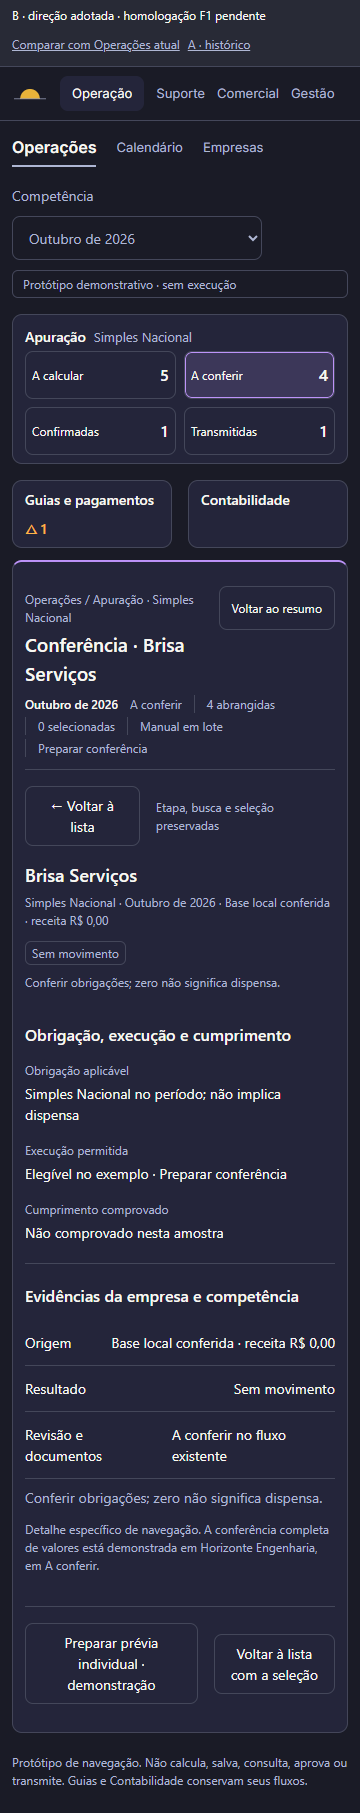 B · direção adotada · homologação F1 pendente
Comparar com Operações atual A · histórico
Operação Suporte Comercial Gestão
Operações Calendário Empresas
Competência
Outubro de 2026
Protótipo demonstrativo · sem execução
Apuração Simples Nacional
A calcular 5
A conferir 4
Confirmadas 1
Transmitidas 1
Guias e pagamentos
△ 1
Contabilidade
Operações / Apuração · Simples
Nacional
Voltar ao resumo
Conferência · Brisa
Serviços
Outubro de 2026 A conferir 4 abrangidas
0 selecionadas Manual em lote
Preparar conferência
← Voltar à
lista
Etapa, busca e seleção
preservadas
Brisa Serviços
Simples Nacional · Outubro de 2026 · Base local conferida
· receita R$ 0,00
Sem movimento
Conferir obrigações; zero não significa dispensa.
Obrigação, execução e cumprimento
Obrigação aplicável
Simples Nacional no período; não implica
dispensa
Execução permitida
Elegível no exemplo · Preparar conferência
Cumprimento comprovado
Não comprovado nesta amostra
Evidências da empresa e competência
Origem Base local conferida · receita R$ 0,00
Resultado Sem movimento
Revisão e
documentos
A conferir no fluxo
existente
Conferir obrigações; zero não significa dispensa.
Detalhe específico de navegação. A conferência completa
de valores está demonstrada em Horizonte Engenharia,
em A conferir.
Preparar prévia
individual ·
demonstração
Voltar à lista
com a seleção
Protótipo de navegação. Não calcula, salva, consulta, aprova ou
transmite. Guias e Contabilidade conservam seus fluxos.